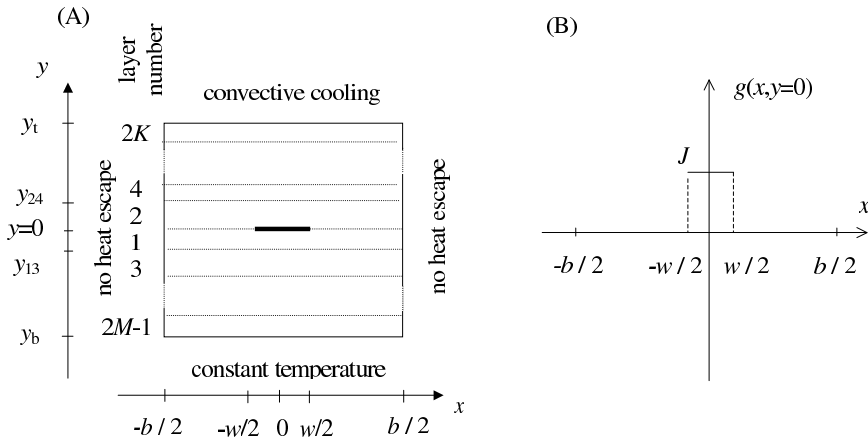 (A)
y
layer
number
convective cooling
y_t
2K
4
y_24
2
y=0
1
y_13
3
no heat escape
no heat escape
y_b
2M-1
constant temperature
x
-b / 2
-w/2
0
w/2
b / 2
(B)
g(x,y=0)
J
x
-b / 2
-w / 2
w / 2
b / 2